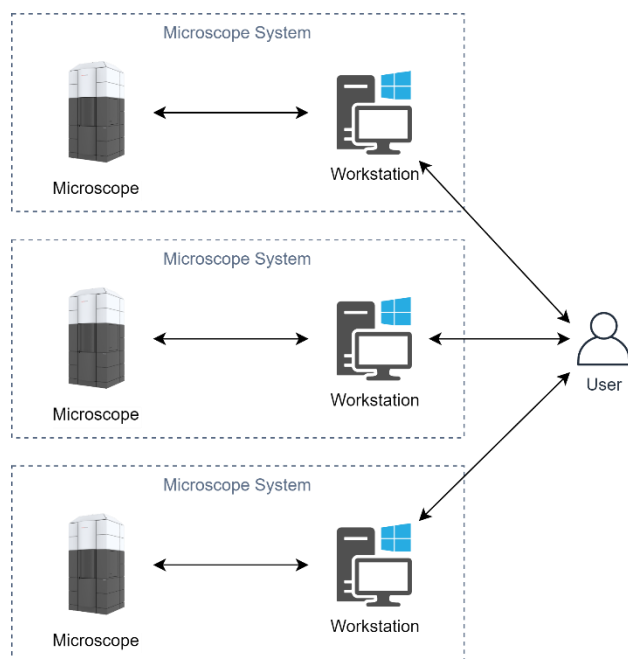 Microscope System
Microscope
Workstation
Microscope System
Microscope
Workstation
User
Microscope System
Microscope
Workstation